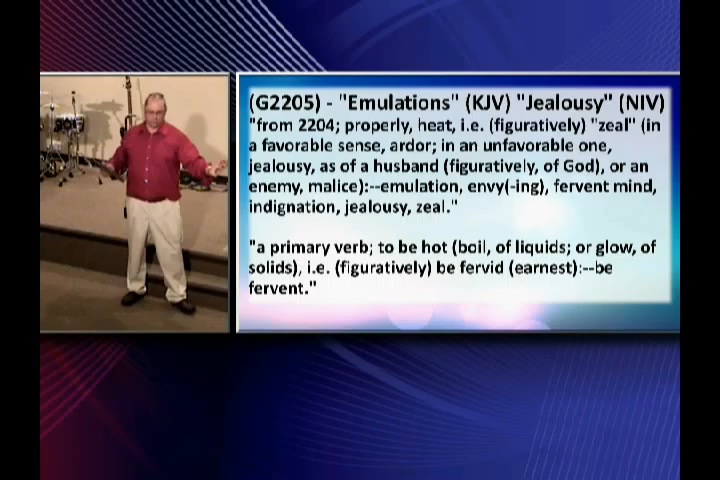 (G2205) - "Emulations" (KJV) "Jealousy" (NIV)
"from 2204; properly, heat, i.e. (figuratively) "zeal" (in
a favorable sense, ardor; in an unfavorable one,
jealousy, as of a husband (figuratively, of God), or an
enemy, malice):--emulation, envy(-ing), fervent mind,
indignation, jealousy, zeal."
"a primary verb; to be hot (boil, of liquids; or glow, of
solids), i.e. (figuratively) be fervid (earnest):--be
fervent."